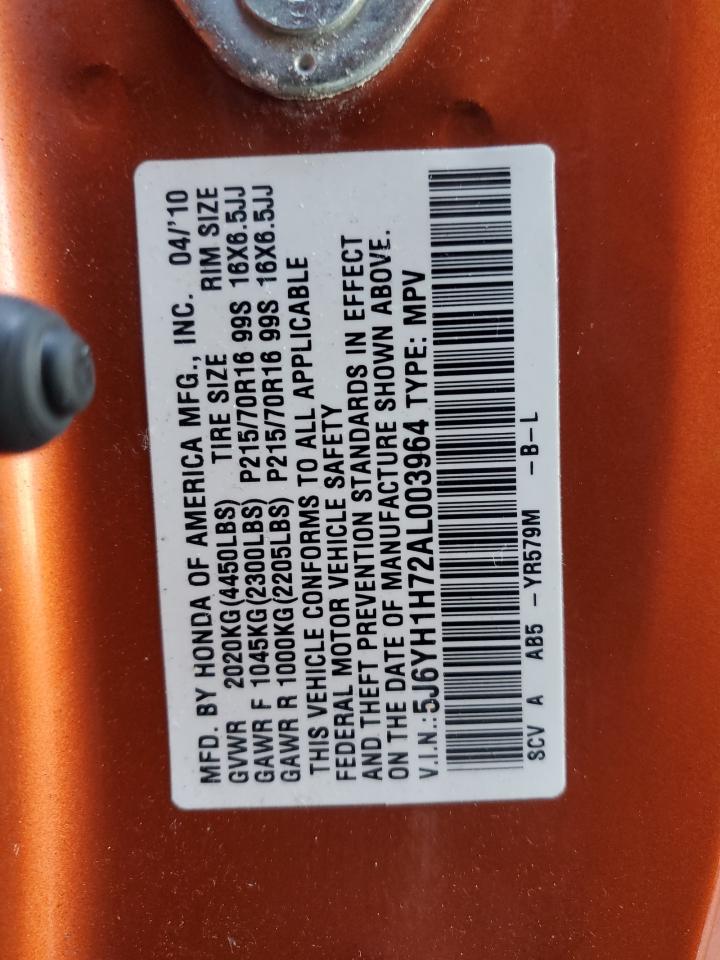 MFD. BY HONDA OF AMERICA MFG., INC. 04/'10
GVWR 2020KG(4450LBS) TIRE SIZE RIM SIZE
GAWR F 1045KG(2300LBS) P215/70R16 99S 16X6.5JJ
GAWR R 1000KG(2205LBS) P215/70R16 99S 16X6.5JJ
THIS VEHICLE CONFORMS TO ALL APPLICABLE
FEDERAL MOTOR VEHICLE SAFETY
AND THEFT PREVENTION STANDARDS IN EFFECT
ON THE DATE OF MANUFACTURE SHOWN ABOVE.
V.I.N.:5J6YH1H72AL003964 TYPE: MPV
SCV A AB5 -YR579M -B-L